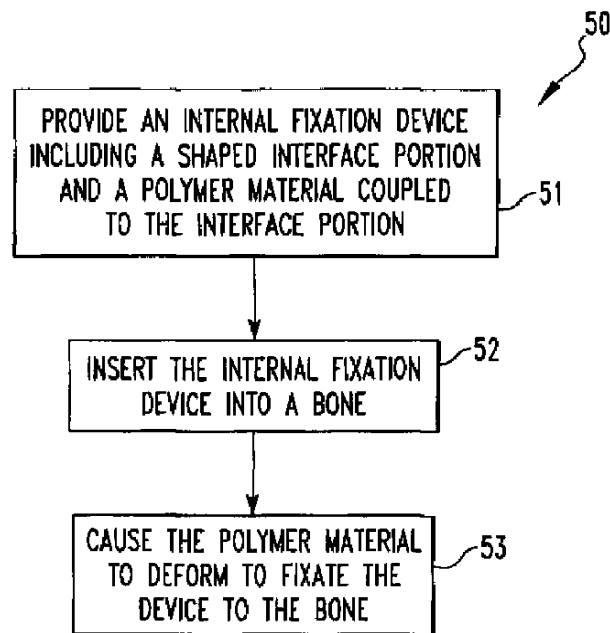 50
PROVIDE AN INTERNAL FIXATION DEVICE
INCLUDING A SHAPED INTERFACE PORTION
AND A POLYMER MATERIAL COUPLED
TO THE INTERFACE PORTION
51
INSERT THE INTERNAL FIXATION
DEVICE INTO A BONE
52
CAUSE THE POLYMER MATERIAL
TO DEFORM TO FIXATE THE
DEVICE TO THE BONE
53